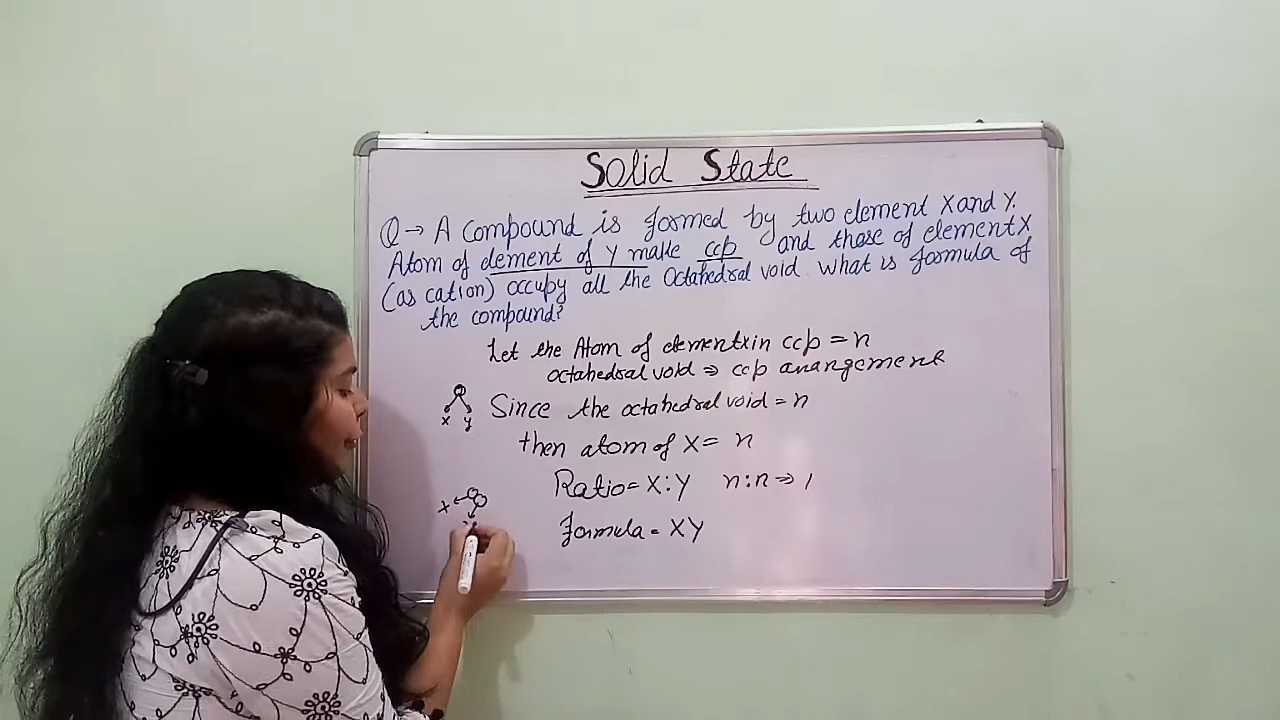 Solid State
Q→ A compound is formed by two element X and Y.
Atom of element of Y make ccp and those of element X
(as cation) occupy all the Octahedral void. What is formula of
the compound?
Let the Atom of element x in ccp = n
octahedral void ⇒ ccp arrangement
Since the octahedral void = n
then atom of X = n
Ratio = X:Y n:n ⇒ 1
formula = XY
x y
x